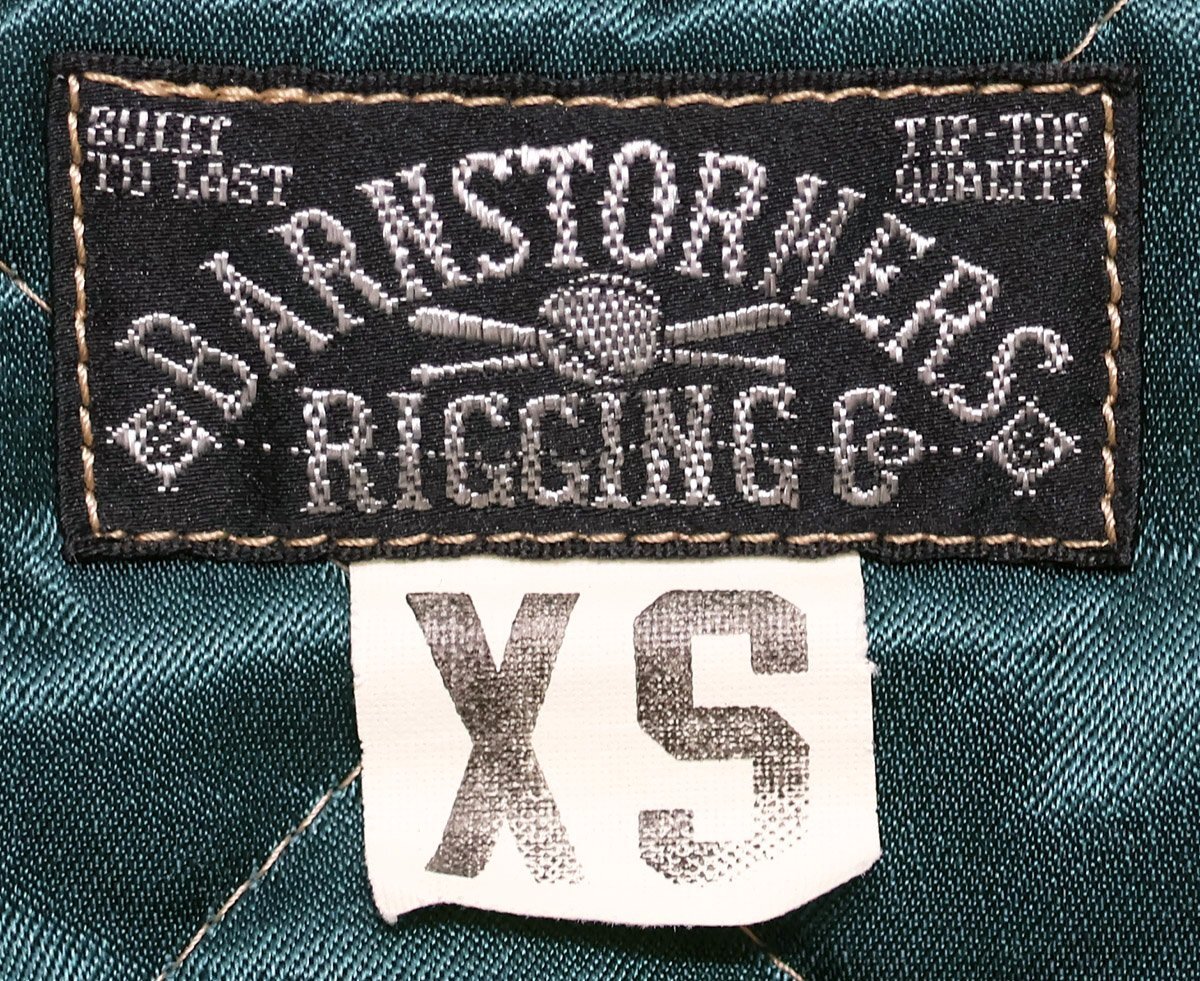 BUILT
TO LAST
TIP-TOP
QUALITY
BARNSTORMERS
RIGGING Co
XS